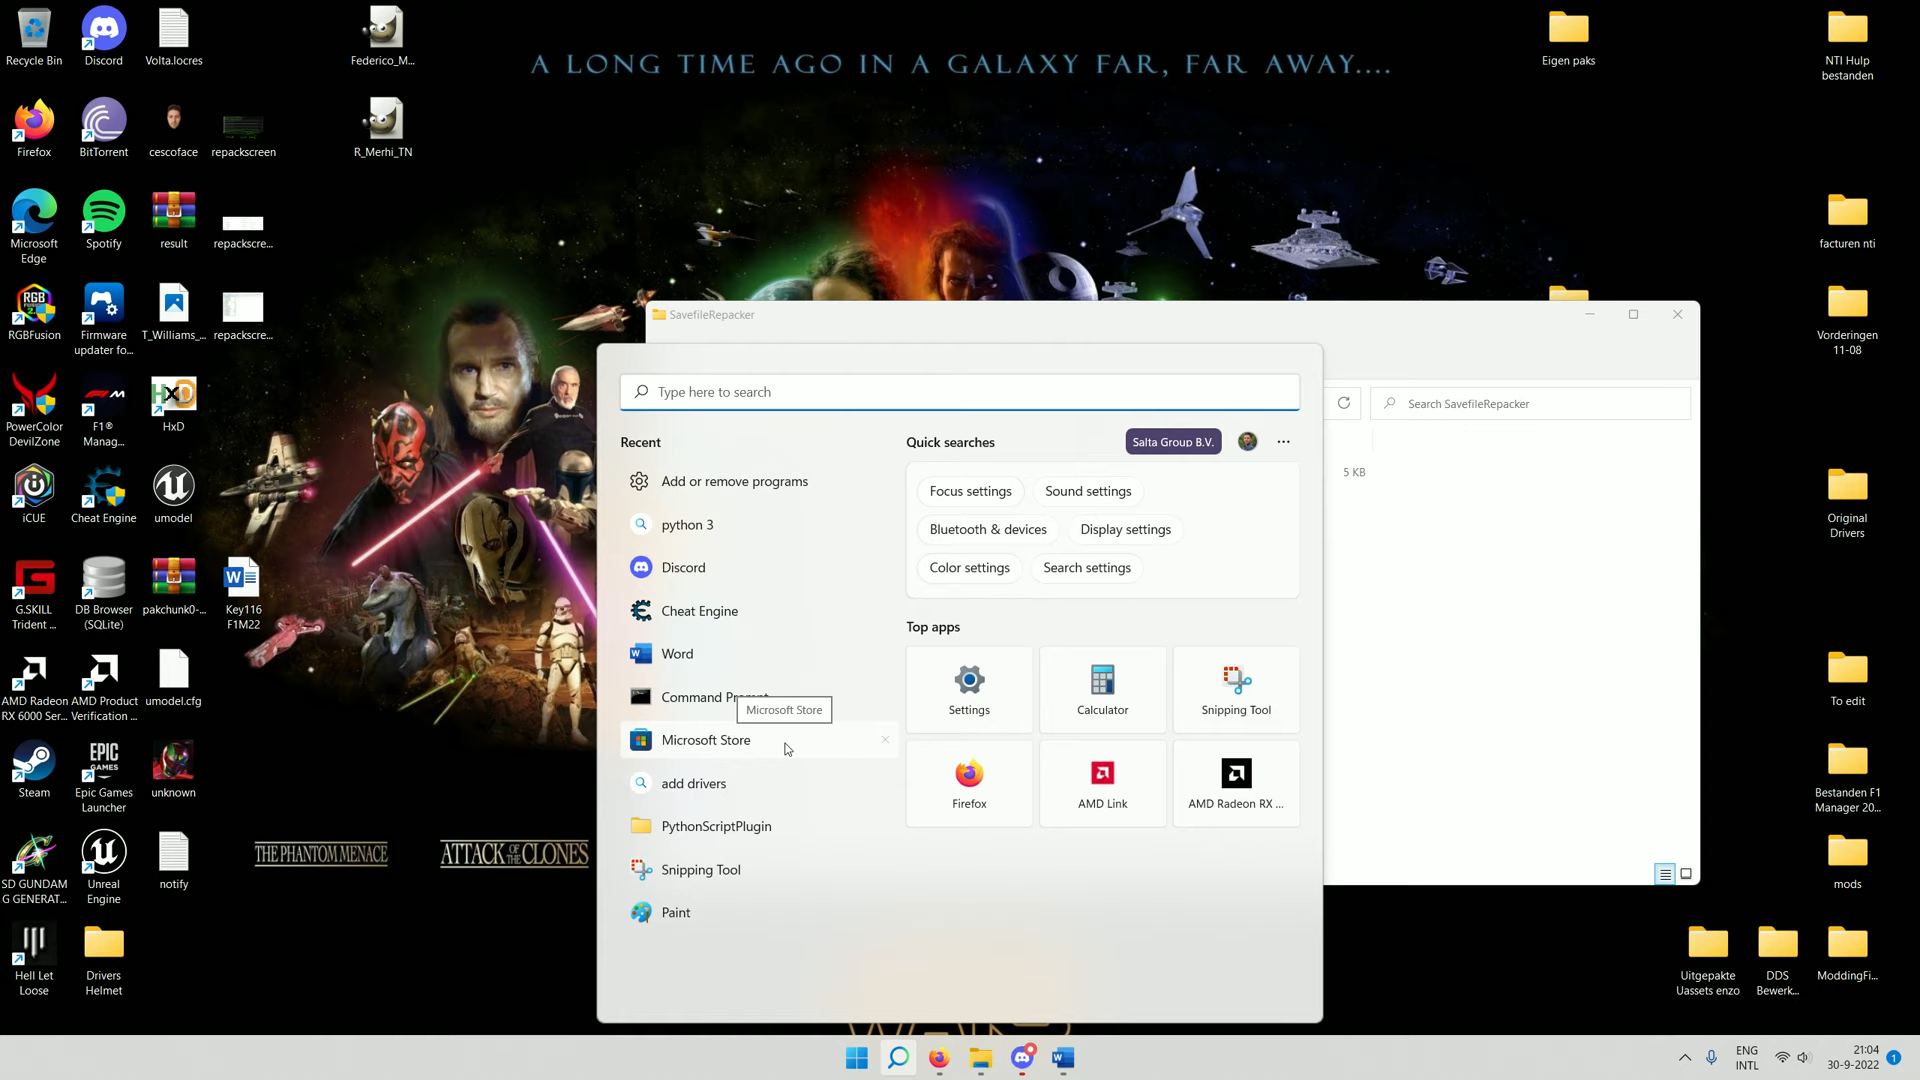 A LONG TIME AGO IN A GALAXY FAR, FAR AWAY....
Recycle Bin
Discord
Volta.locres
Federico_M...
Eigen paks
NTI Hulp
bestanden
Firefox
BitTorrent
cescoface
repackscreen
R_Merhi_TN
Microsoft
Edge
Spotify
result
repackscre...
facturen nti
RGBFusion
Firmware
updater fo...
T_Williams_...
repackscre...
Vorderingen
11-08
PowerColor
DevilZone
F1®
Manag...
HxD
iCUE
Cheat Engine
umodel
Original
Drivers
G.SKILL
Trident ...
DB Browser
(SQLite)
pakchunk0-...
Key116
F1M22
AMD Radeon
RX 6000 Ser...
AMD Product
Verification ...
umodel.cfg
To edit
Steam
Epic Games
Launcher
unknown
Bestanden F1
Manager 20...
SD GUNDAM
G GENERAT...
Unreal
Engine
notify
mods
Hell Let
Loose
Drivers
Helmet
Uitgepakte
Uassets enzo
DDS
Bewerk...
ModdingFi...
THE PHANTOM MENACE
ATTACK OF THE CLONES
SavefileRepacker
Search SavefileRepacker
5 KB
Type here to search
Recent
Add or remove programs
python 3
Discord
Cheat Engine
Word
Command Prompt
Microsoft Store
Microsoft Store
add drivers
PythonScriptPlugin
Snipping Tool
Paint
Quick searches
Salta Group B.V.
Focus settings
Sound settings
Bluetooth & devices
Display settings
Color settings
Search settings
Top apps
Settings
Calculator
Snipping Tool
Firefox
AMD Link
AMD Radeon RX ...
ENG
INTL
21:04
30-9-2022
1